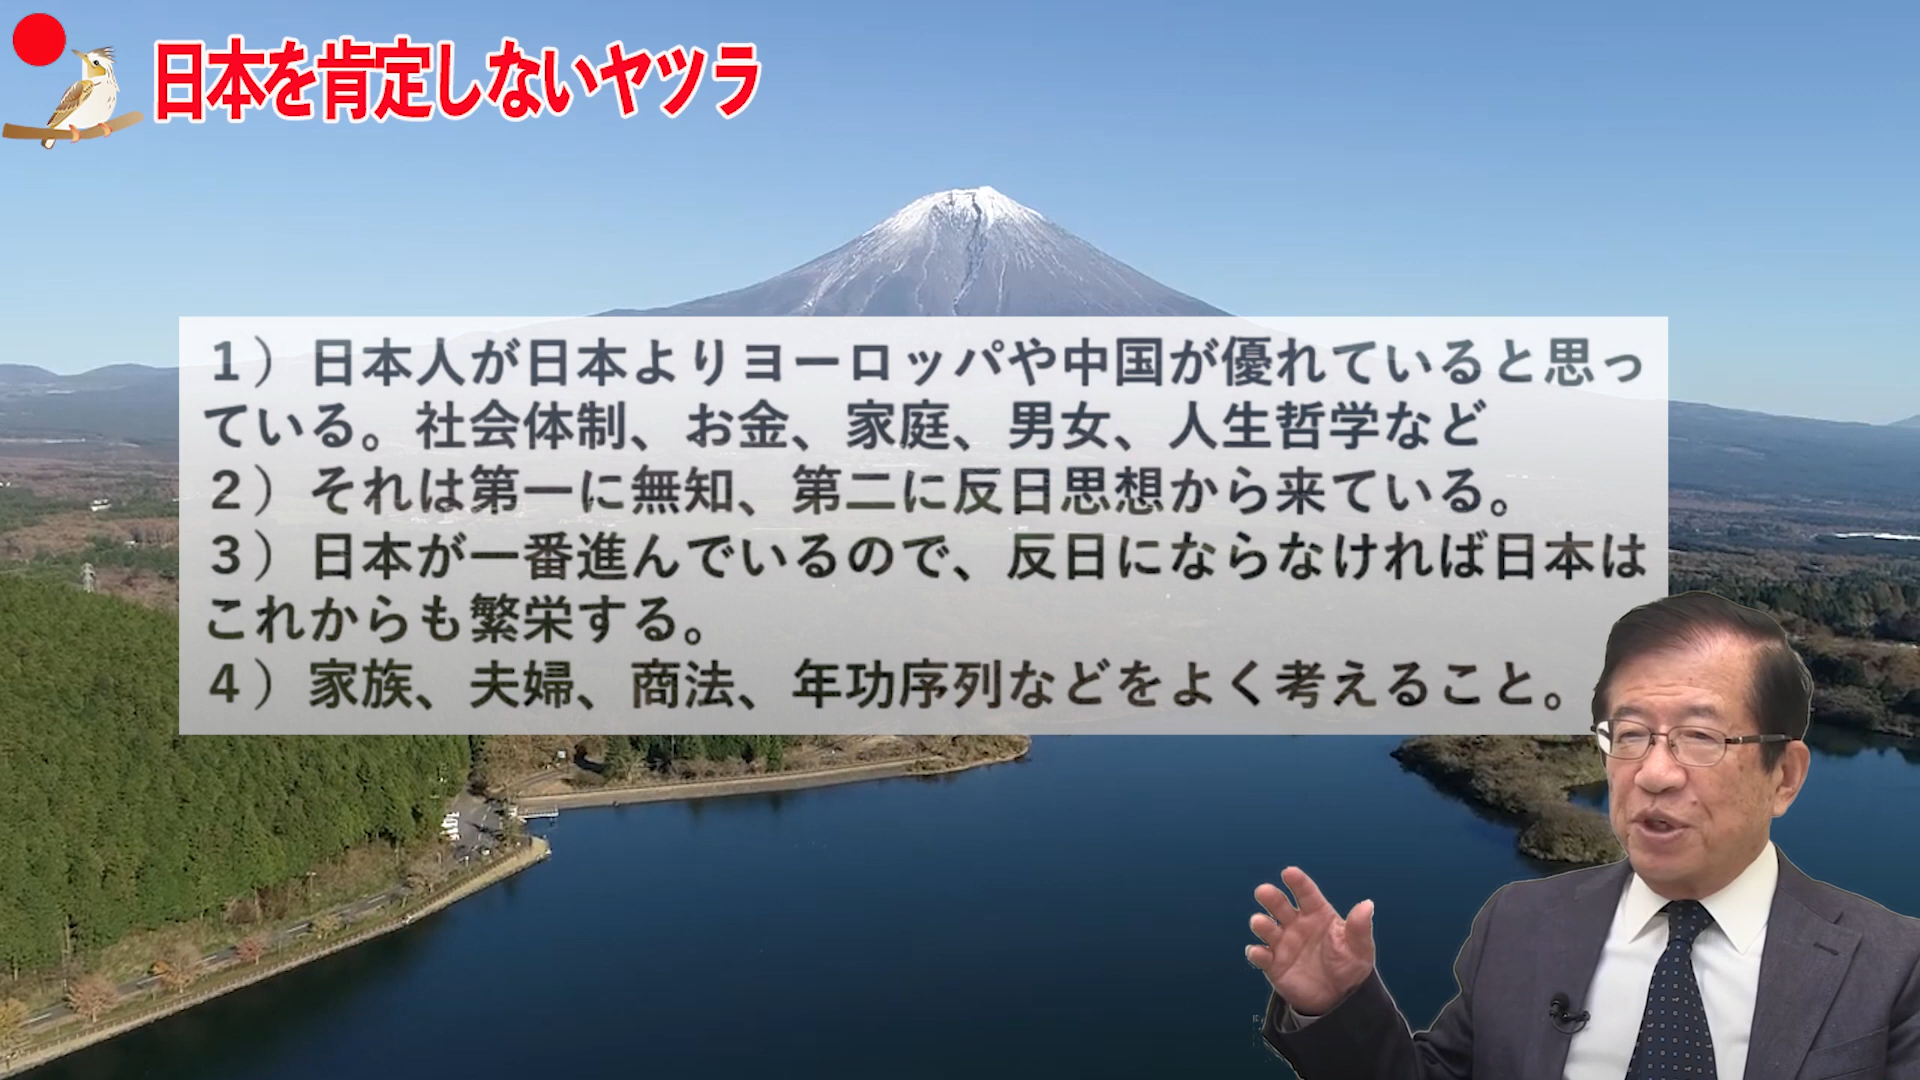 日本を肯定しないヤツラ
１）日本人が日本よりヨーロッパや中国が優れていると思っ
ている。社会体制、お金、家庭、男女、人生哲学など
２）それは第一に無知、第二に反日思想から来ている。
３）日本が一番進んでいるので、反日にならなければ日本は
これからも繁栄する。
４）家族、夫婦、商法、年功序列などをよく考えること。